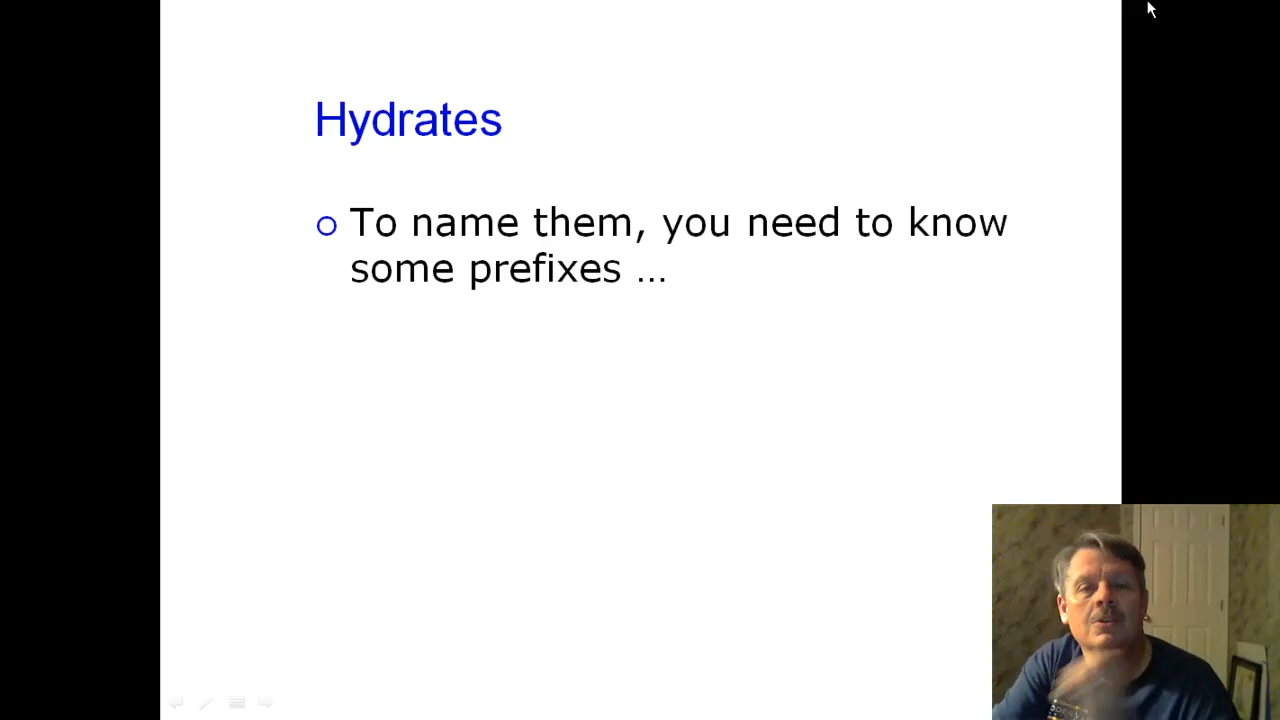 Hydrates
To name them, you need to know
some prefixes …